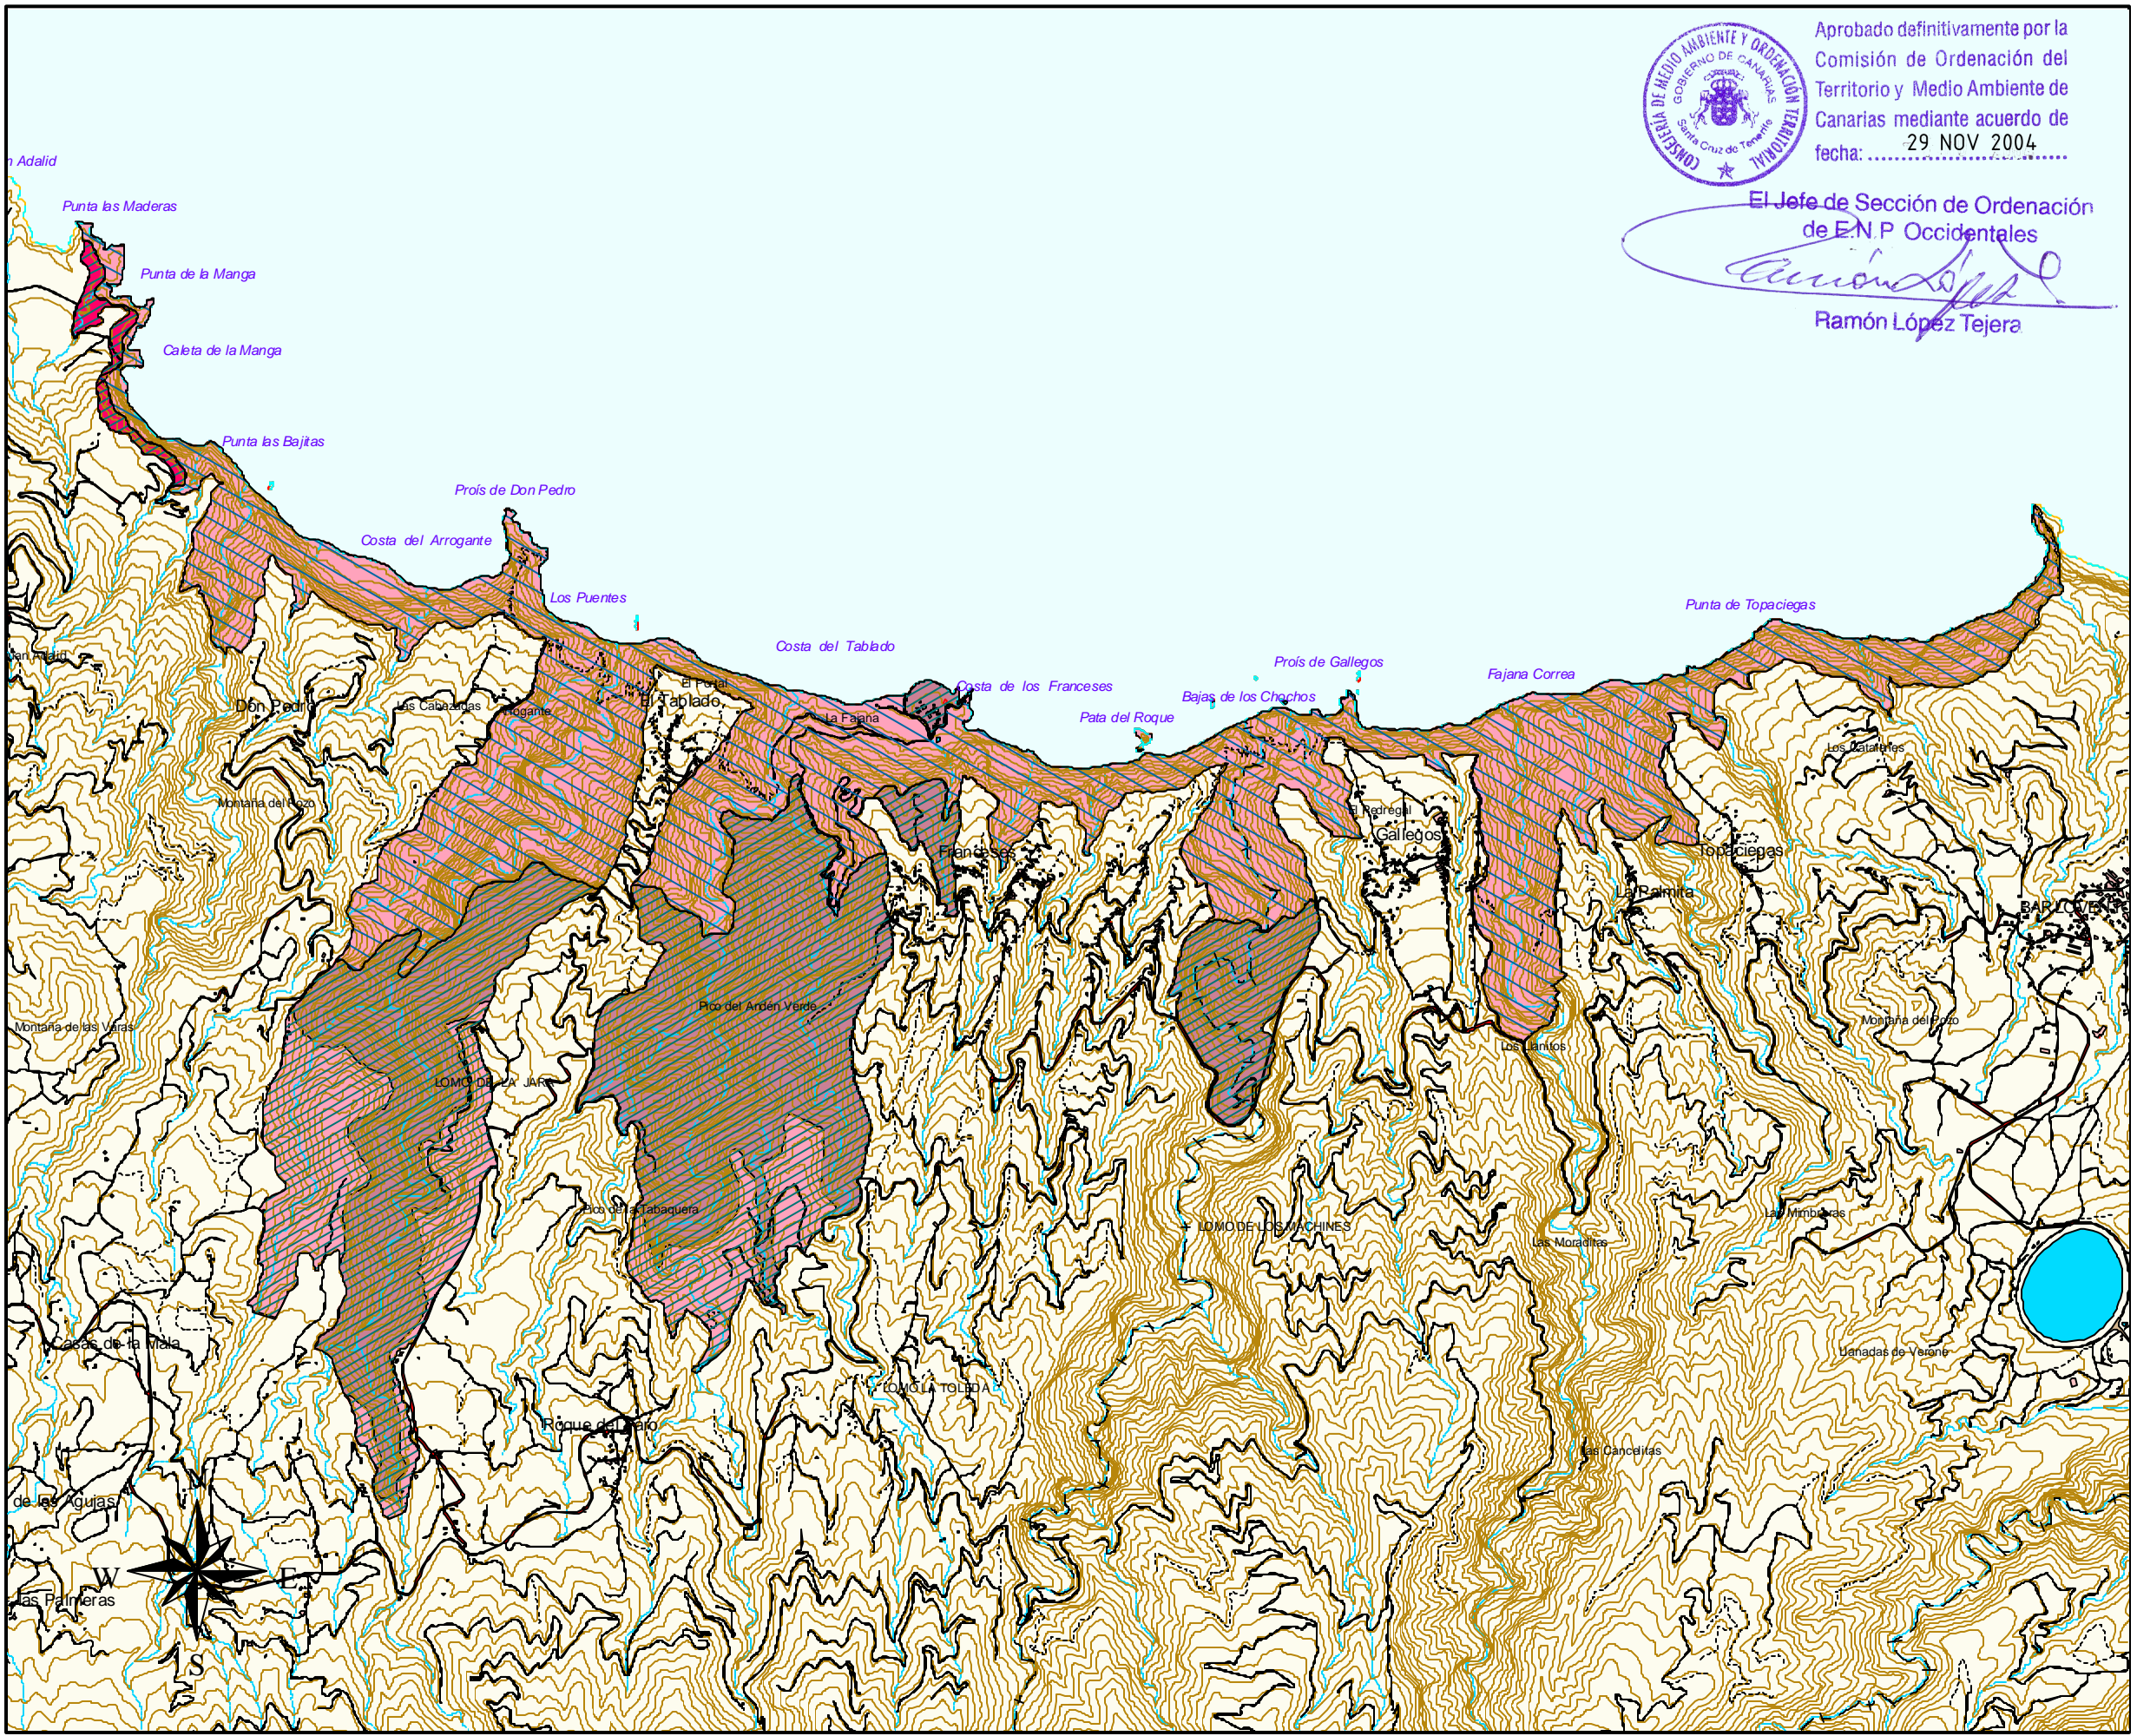 Aprobado definitivamente por la
Comisión de Ordenación del
Territorio y Medio Ambiente de
Canarias mediante acuerdo de
fecha: 29 NOV 2004
CONSEJERÍA DE MEDIO AMBIENTE Y ORDENACIÓN TERRITORIAL
GOBIERNO DE CANARIAS
Santa Cruz de Tenerife
El Jefe de Sección de Ordenación
de E.N.P Occidentales
Ramón López Tejera
n Adalid
Punta las Maderas
Punta de la Manga
Caleta de la Manga
Punta las Bajitas
Proís de Don Pedro
Costa del Arrogante
Los Puentes
Punta de Topaciegas
Costa del Tablado
Proís de Gallegos
Fajana Correa
Costa de los Franceses
Bajas de los Chochos
Pata del Roque
El Portal
El Tablado
Don Pedro
Las Cabezadas
rogante
La Fajana
Los Catalanes
Montaña del Pozo
El Pedregal
Gallegos
Franceses
Topaciegas
La Palmita
BARLOVENTO
Pico del Andén Verde
Montaña de las Varas
Montaña del Pozo
Los Llanitos
LOMO DE LA JARA
Pico de la Tabaquera
Las Mimbreras
LOMO DE LOS MACHINES
Las Moraditas
Casas de la Mala
Llanadas de Verone
LOMO LA TOLEDA
Roque del Faro
Las Cancelitas
de las Agujas
N
W
E
las Palmeras
S